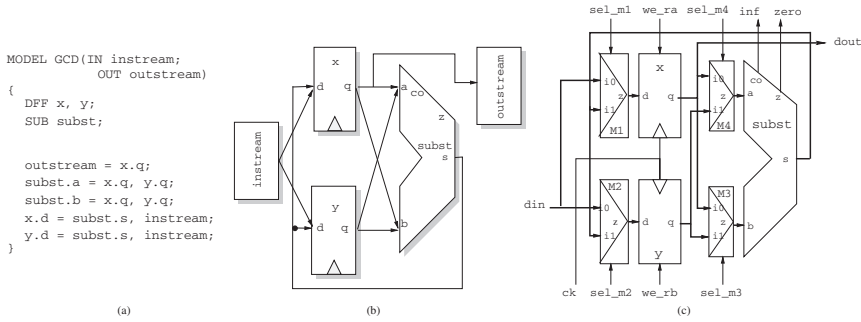 MODEL GCD(IN instream;
OUT outstream)
{
DFF x, y;
SUB subst;
outstream = x.q;
subst.a = x.q, y.q;
subst.b = x.q, y.q;
x.d = subst.s, instream;
y.d = subst.s, instream;
}
(a)
instream
x
d q
y
d q
a
co
z
subst
s
b
outstream
(b)
sel_m1 we_ra sel_m4 inf zero
dout
i0
z
i1
M1
x
d q
i0
z
i1
M4
co
a
z
subst
s
b
din
M2
i0
z
i1
d q
y
M3
i0
z
i1
ck sel_m2 we_rb sel_m3
(c)